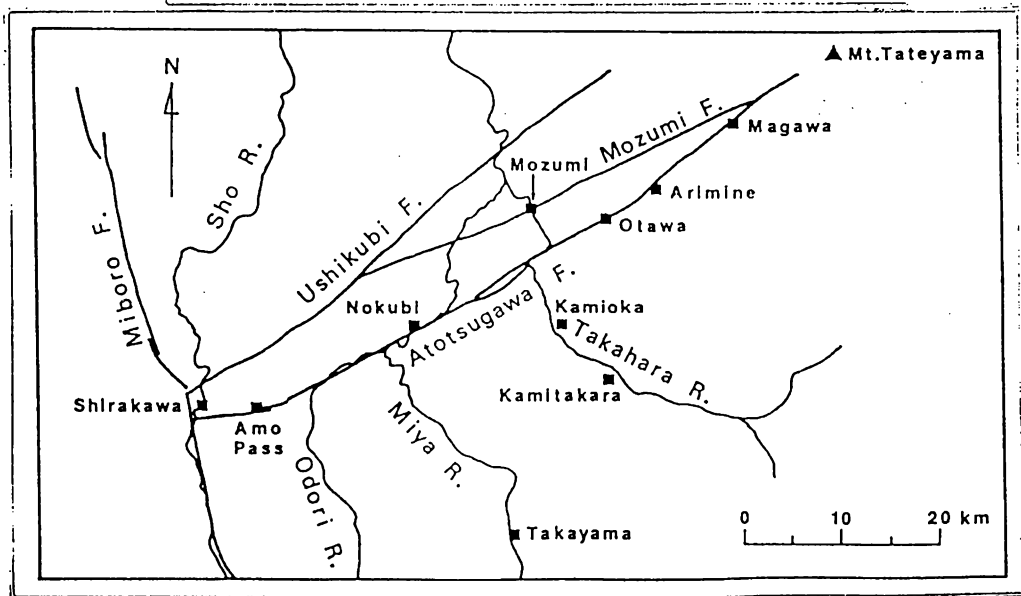 N
Mt.Tateyama
Miboro F.
Sho R.
Ushikubi F.
Mozumi F.
Mozumi
Magawa
Arimine
Otawa
Nokubi
Atotsugawa F.
Kamioka
Takahara R.
Kamitakara
Shirakawa
Amo
Pass
Odori R.
Miya R.
Takayama
0 10 20 km